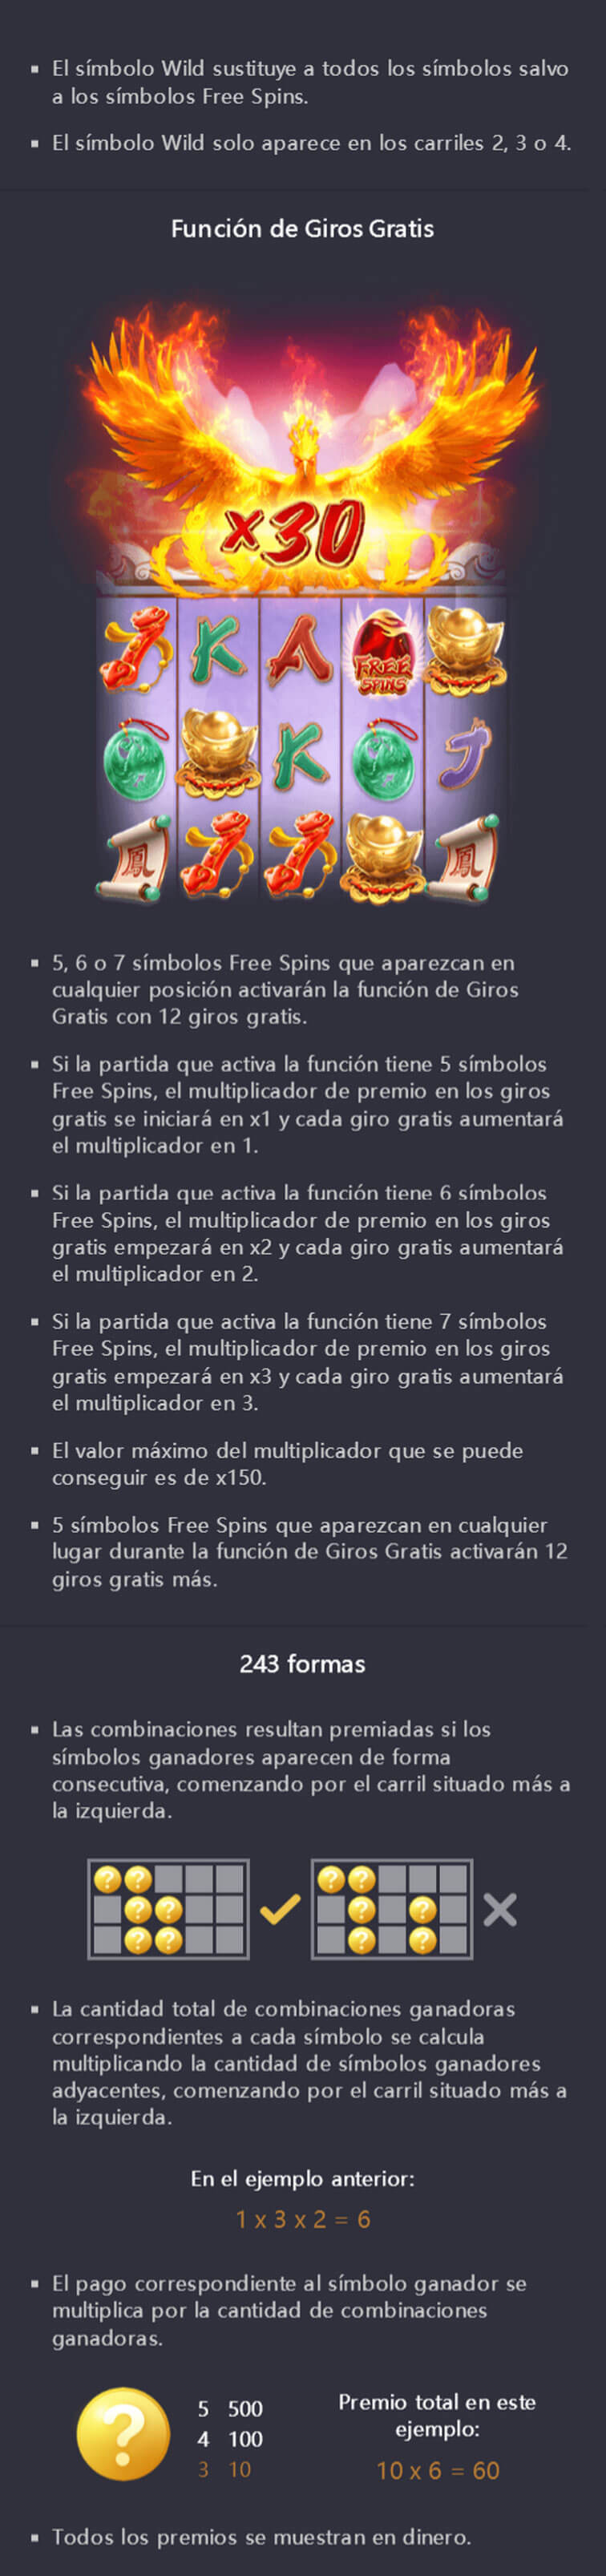 El símbolo Wild sustituye a todos los símbolos salvo
a los símbolos Free Spins.
El símbolo Wild solo aparece en los carriles 2, 3 o 4.
Función de Giros Gratis
x30
K A FREE
SPINS
K J
鳳 鳳
5, 6 o 7 símbolos Free Spins que aparezcan en
cualquier posición activarán la función de Giros
Gratis con 12 giros gratis.
Si la partida que activa la función tiene 5 símbolos
Free Spins, el multiplicador de premio en los giros
gratis se iniciará en x1 y cada giro gratis aumentará
el multiplicador en 1.
Si la partida que activa la función tiene 6 símbolos
Free Spins, el multiplicador de premio en los giros
gratis empezará en x2 y cada giro gratis aumentará
el multiplicador en 2.
Si la partida que activa la función tiene 7 símbolos
Free Spins, el multiplicador de premio en los giros
gratis empezará en x3 y cada giro gratis aumentará
el multiplicador en 3.
El valor máximo del multiplicador que se puede
conseguir es de x150.
5 símbolos Free Spins que aparezcan en cualquier
lugar durante la función de Giros Gratis activarán 12
giros gratis más.
243 formas
Las combinaciones resultan premiadas si los
símbolos ganadores aparecen de forma
consecutiva, comenzando por el carril situado más a
la izquierda.
? ? ? ?
? ? ? ?
? ? ? ?
La cantidad total de combinaciones ganadoras
correspondientes a cada símbolo se calcula
multiplicando la cantidad de símbolos ganadores
adyacentes, comenzando por el carril situado más a
la izquierda.
En el ejemplo anterior:
1 x 3 x 2 = 6
El pago correspondiente al símbolo ganador se
multiplica por la cantidad de combinaciones
ganadoras.
?
5 500
4 100
3 10
Premio total en este
ejemplo:
10 x 6 = 60
Todos los premios se muestran en dinero.